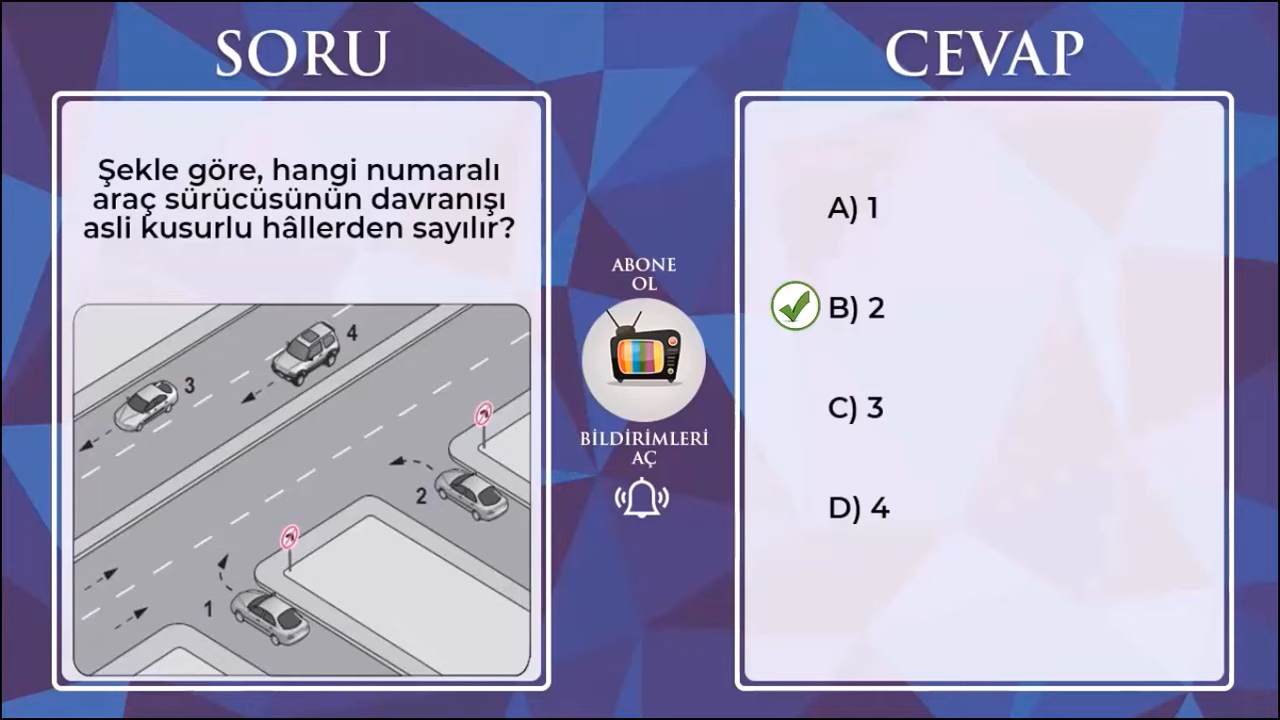 SORU
Şekle göre, hangi numaralı
araç sürücüsünün davranışı
asli kusurlu hâllerden sayılır?
4
3
2
1
ABONE
OL
BİLDİRİMLERİ
AÇ
CEVAP
A) 1
B) 2
C) 3
D) 4